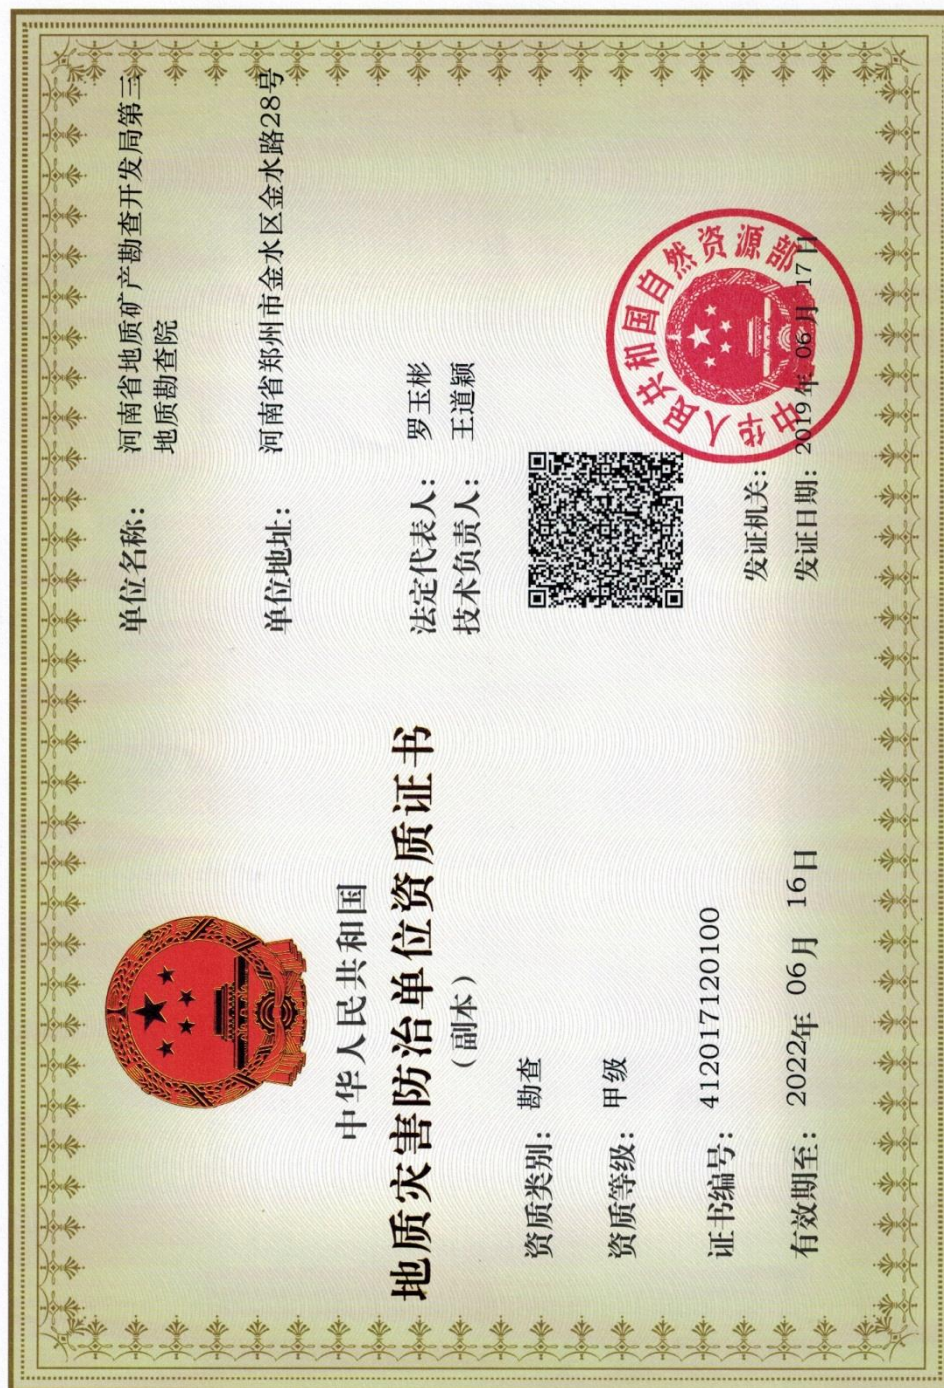 中华人民共和国
地质灾害防治单位资质证书
（副本）
资质类别： 勘查
资质等级： 甲级
证书编号： 412017120100
有效期至： 2022年 06月 16日
单位名称： 河南省地质矿产勘查开发局第三
地质勘查院
单位地址： 河南省郑州市金水区金水路28号
法定代表人： 罗玉彬
技术负责人： 王道颖
发证机关：
发证日期： 2019年 06月 17日
中华人民共和国自然资源部